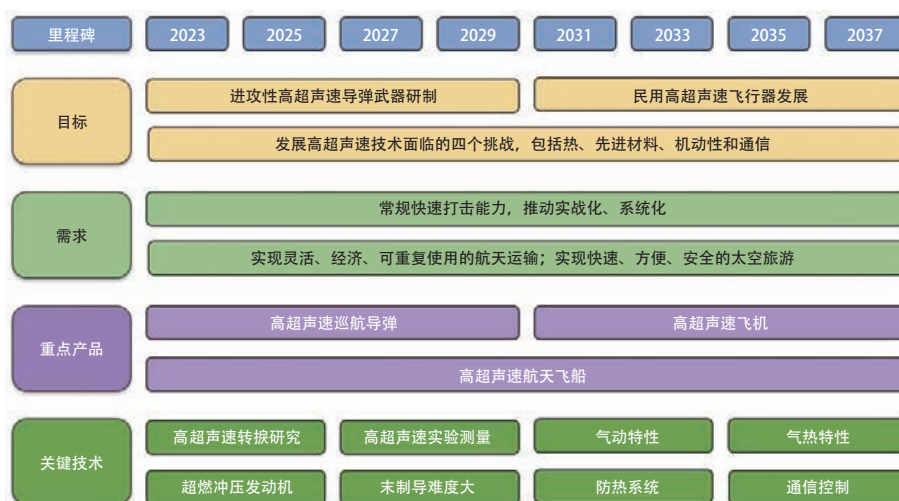 里程碑
2023
2025
2027
2029
2031
2033
2035
2037
目标
进攻性高超声速导弹武器研制
民用高超声速飞行器发展
发展高超声速技术面临的四个挑战，包括热、先进材料、机动性和通信
需求
常规快速打击能力，推动实战化、系统化
实现灵活、经济、可重复使用的航天运输；实现快速、方便、安全的太空旅游
重点产品
高超声速巡航导弹
高超声速飞机
高超声速航天飞船
关键技术
高超声速转捩研究
高超声速实验测量
气动特性
气热特性
超燃冲压发动机
末制导难度大
防热系统
通信控制